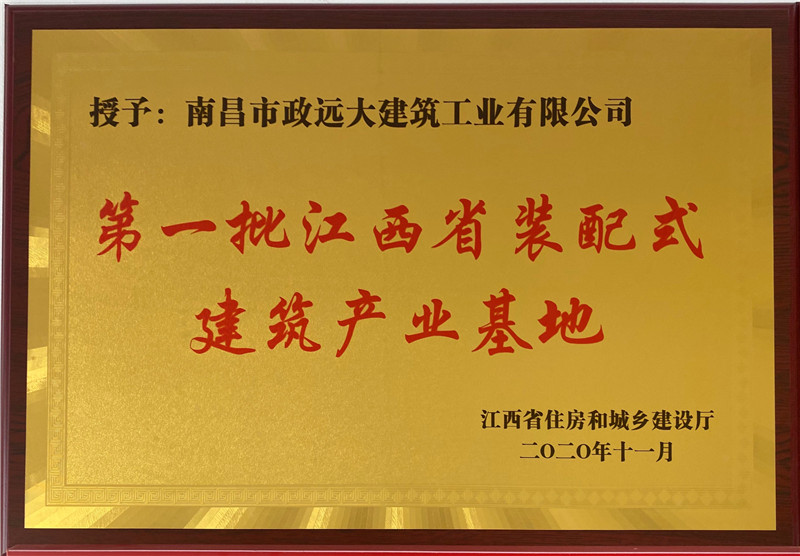 授予：南昌市政远大建筑工业有限公司
第一批江西省装配式
建筑产业基地
江西省住房和城乡建设厅
二〇二〇年十一月